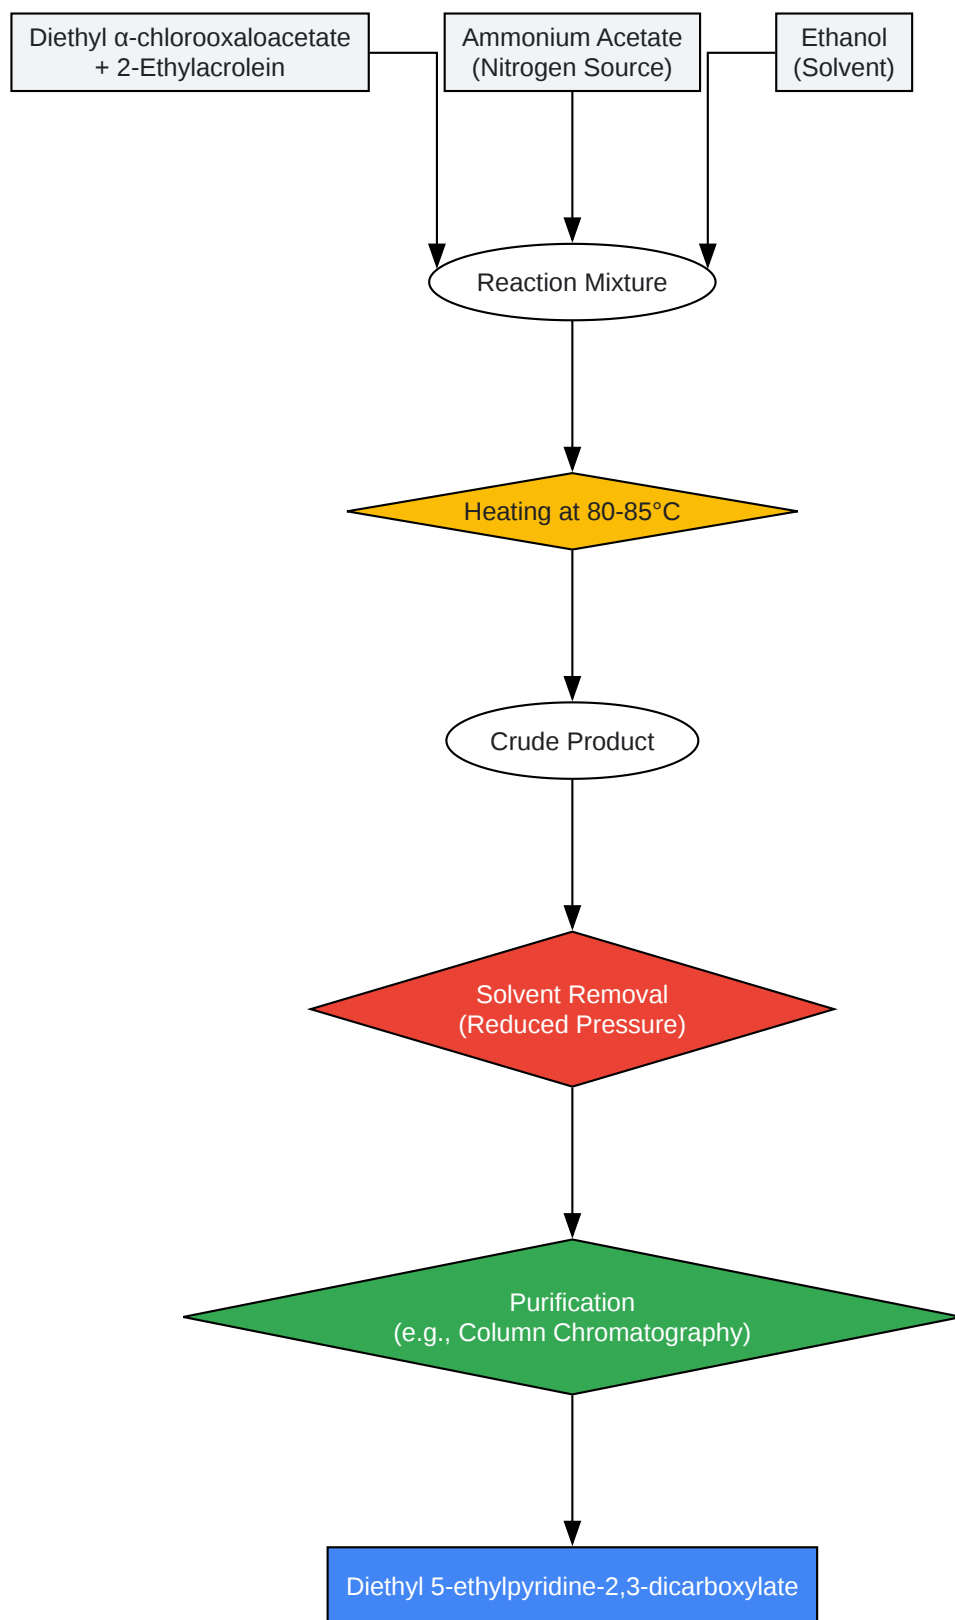 Diethyl α-chlorooxaloacetate
+ 2-Ethylacrolein
Ammonium Acetate
(Nitrogen Source)
Ethanol
(Solvent)
Reaction Mixture
Heating at 80-85°C
Crude Product
Solvent Removal
(Reduced Pressure)
Purification
(e.g., Column Chromatography)
Diethyl 5-ethylpyridine-2,3-dicarboxylate